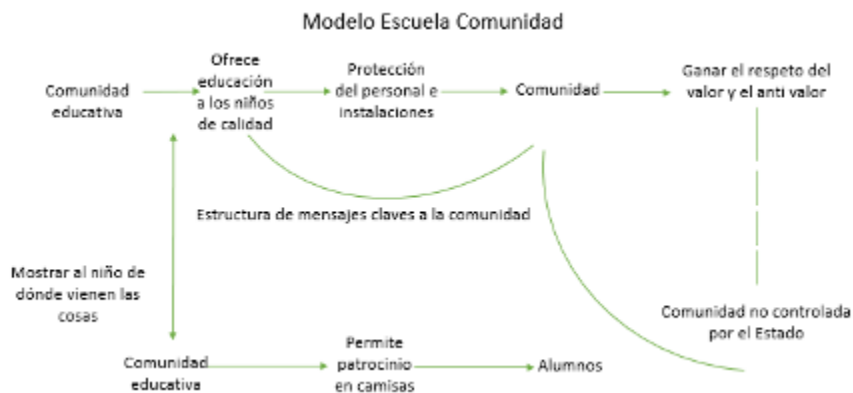 Modelo Escuela Comunidad
Comunidad
educativa
Ofrece
educación
a los niños
de calidad
Protección
del personal e
instalaciones
Comunidad
Ganar el respeto del
valor y el anti valor
Estructura de mensajes claves a la comunidad
Mostrar al niño de
dónde vienen las
cosas
Comunidad no controlada
por el Estado
Comunidad
educativa
Permite
patrocinio
en camisas
Alumnos